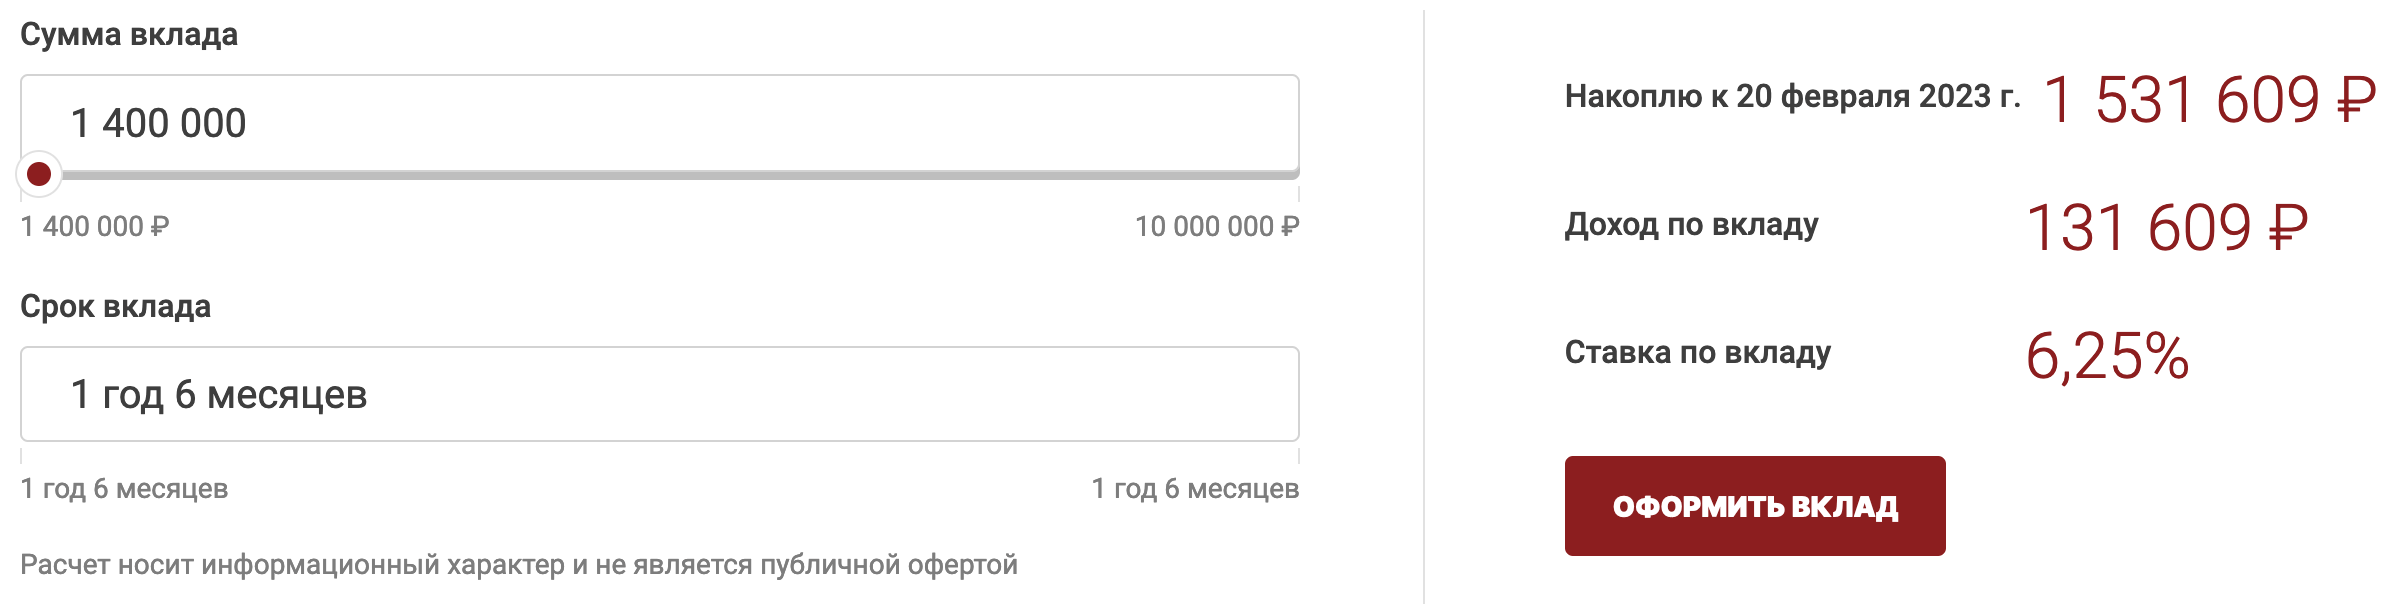 Сумма вклада
1 400 000
1 400 000 ₽
10 000 000 ₽
Срок вклада
1 год 6 месяцев
1 год 6 месяцев
1 год 6 месяцев
Расчет носит информационный характер и не является публичной офертой
Накоплю к 20 февраля 2023 г. 1 531 609 ₽
Доход по вкладу 131 609 ₽
Ставка по вкладу 6,25%
ОФОРМИТЬ ВКЛАД